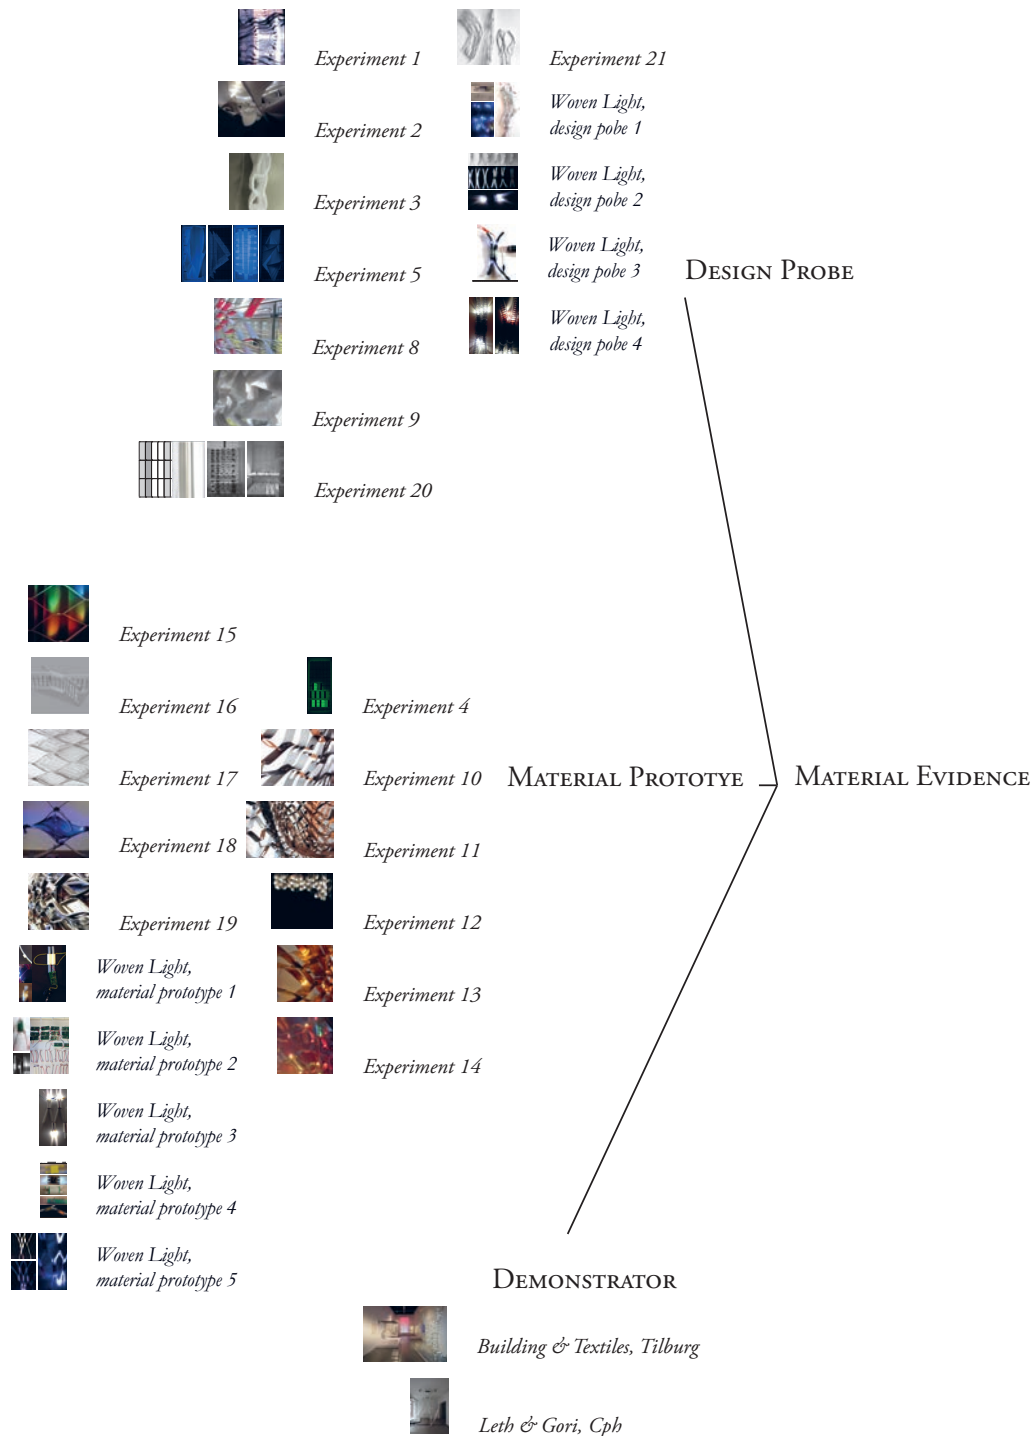 Experiment 1
Experiment 2
Experiment 3
Experiment 5
Experiment 8
Experiment 9
Experiment 20
Experiment 21
Woven Light,
design pobe 1
Woven Light,
design pobe 2
Woven Light,
design pobe 3
Woven Light,
design pobe 4
Design Probe
Experiment 15
Experiment 16
Experiment 17
Experiment 18
Experiment 19
Woven Light,
material prototype 1
Woven Light,
material prototype 2
Woven Light,
material prototype 3
Woven Light,
material prototype 4
Woven Light,
material prototype 5
Experiment 4
Experiment 10
Experiment 11
Experiment 12
Experiment 13
Experiment 14
Material Prototye
Material Evidence
Demonstrator
Building & Textiles, Tilburg
Leth & Gori, Cph